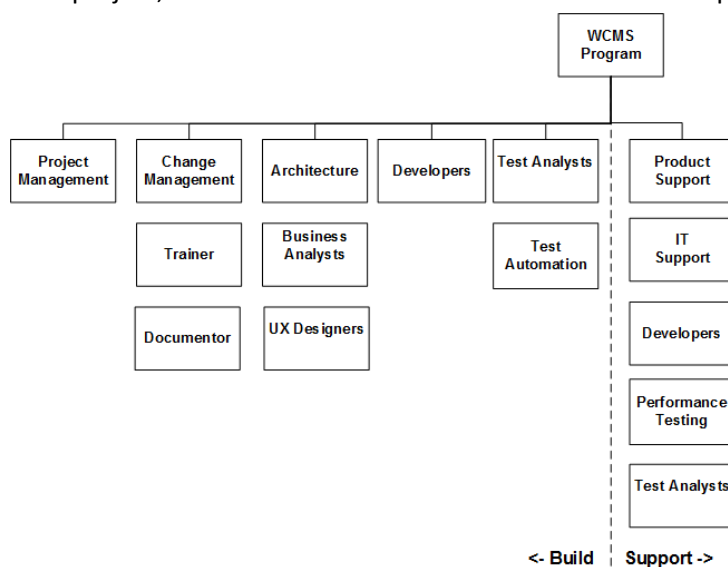 WCMS
Program
Project
Management
Change
Management
Architecture
Developers
Test Analysts
Product
Support
Trainer
Business
Analysts
Test
Automation
IT
Support
Documentor
UX Designers
Developers
Performance
Testing
Test Analysts
<- Build
Support ->